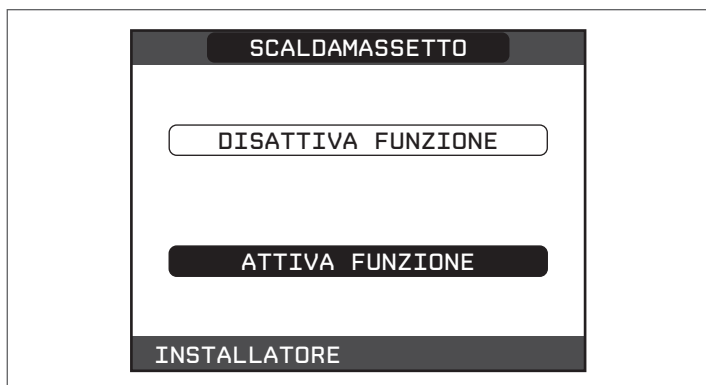 SCALDAMASSETTO
DISATTIVA FUNZIONE
ATTIVA FUNZIONE
INSTALLATORE